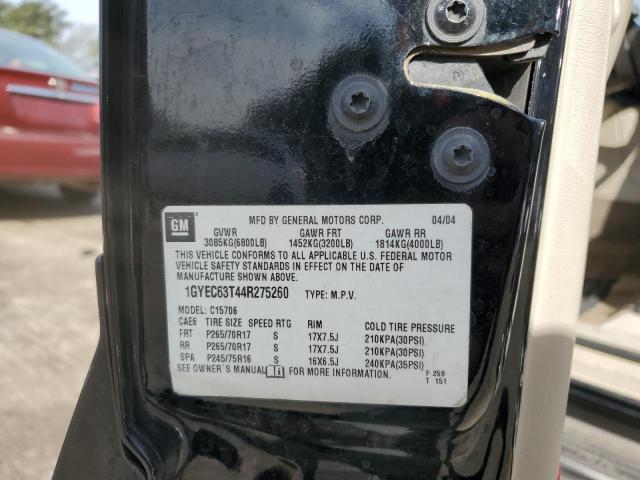 GM
MFD BY GENERAL MOTORS CORP. 04/04
GVWR GAWR FRT GAWR RR
3085KG(6800LB) 1452KG(3200LB) 1814KG(4000LB)
THIS VEHICLE CONFORMS TO ALL APPLICABLE U.S. FEDERAL MOTOR
VEHICLE SAFETY STANDARDS IN EFFECT ON THE DATE OF
MANUFACTURE SHOWN ABOVE.
1GYEC63T44R275260 TYPE: M.P.V.
MODEL: C15706
CAE6 TIRE SIZE SPEED RTG RIM COLD TIRE PRESSURE
FRT P265/70R17 S 17X7.5J 210KPA(30PSI)
RR P265/70R17 S 17X7.5J 210KPA(30PSI)
SPA P245/75R16 S 16X6.5J 240KPA(35PSI)
SEE OWNER'S MANUAL FOR MORE INFORMATION. F 259
T 151